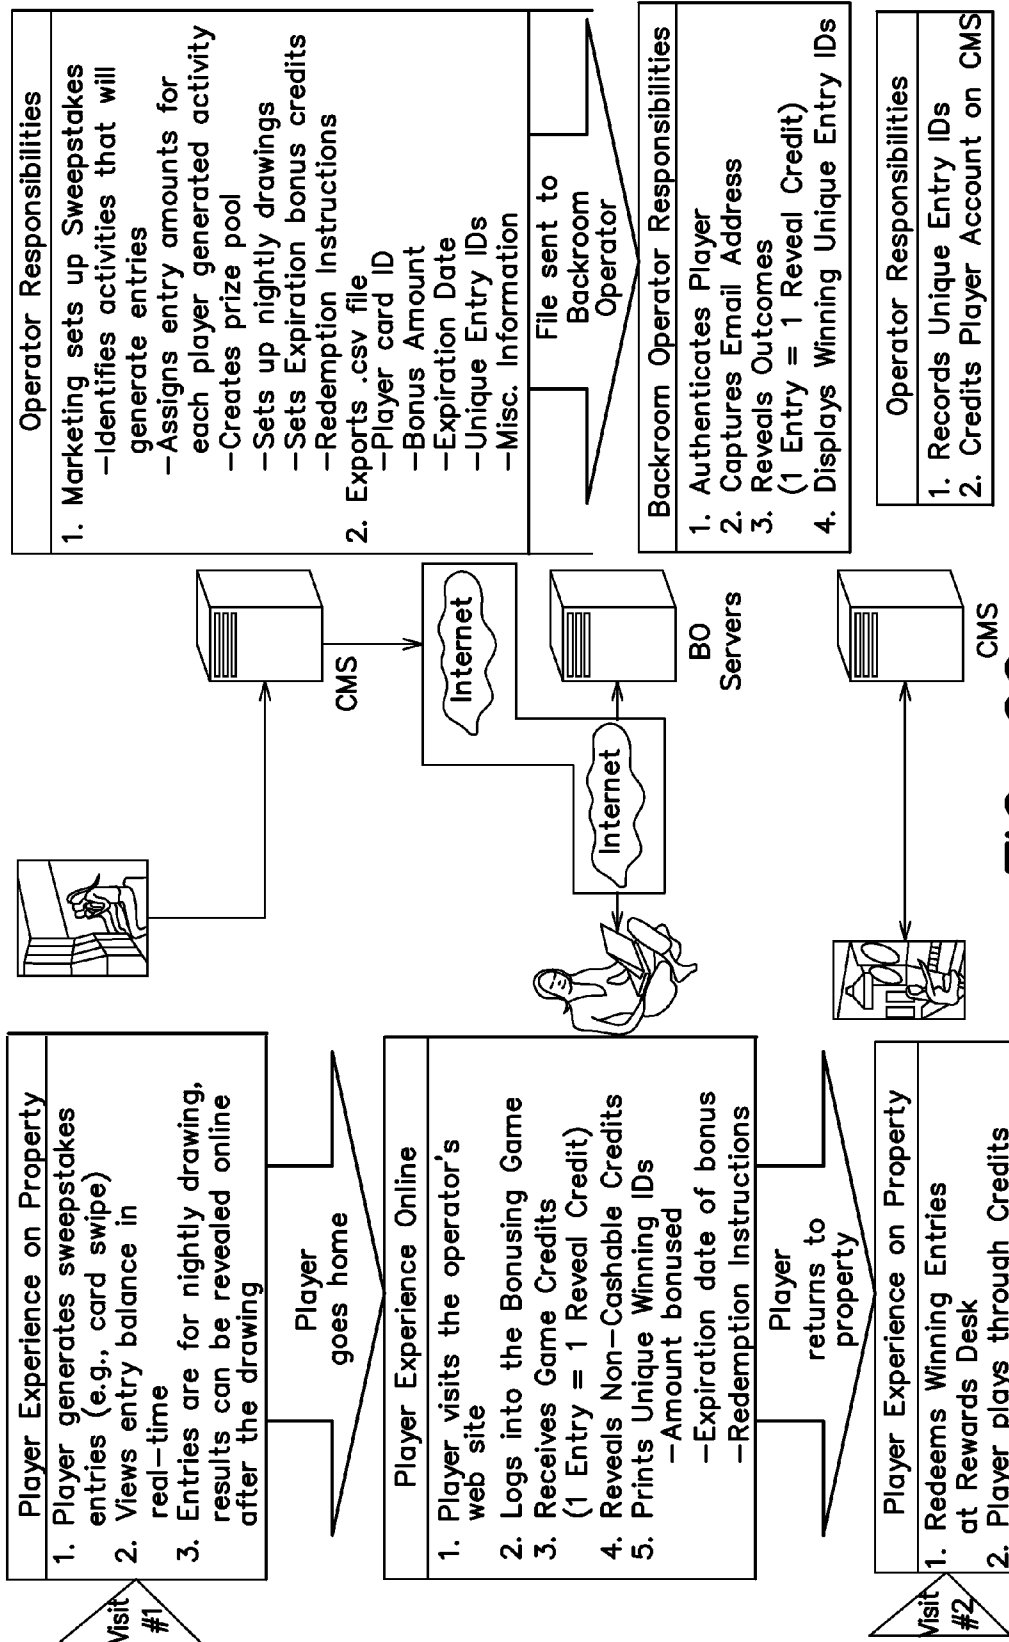 Visit
#1
Player Experience on Property
1. Player generates sweepstakes
entries (e.g., card swipe)
2. Views entry balance in
real-time
3. Entries are for nightly drawing,
results can be revealed online
after the drawing
Player
goes home
Player Experience Online
1. Player visits the operator's
web site
2. Logs into the Bonusing Game
3. Receives Game Credits
(1 Entry = 1 Reveal Credit)
4. Reveals Non-Cashable Credits
5. Prints Unique Winning IDs
-Amount bonused
-Expiration date of bonus
-Redemption Instructions
Player
returns to
property
Visit
#2
Player Experience on Property
1. Redeems Winning Entries
at Rewards Desk
2. Player plays through Credits
CMS
Internet
Internet
BO
Servers
CMS
Operator Responsibilities
1. Marketing sets up Sweepstakes
-Identifies activities that will
generate entries
-Assigns entry amounts for
each player generated activity
-Creates prize pool
-Sets up nightly drawings
-Sets Expiration bonus credits
-Redemption Instructions
2. Exports .csv file
-Player card ID
-Bonus Amount
-Expiration Date
-Unique Entry IDs
-Misc. Information
File sent to
Backroom
Operator
Backroom Operator Responsibilities
1. Authenticates Player
2. Captures Email Address
3. Reveals Outcomes
(1 Entry = 1 Reveal Credit)
4. Displays Winning Unique Entry IDs
Operator Responsibilities
1. Records Unique Entry IDs
2. Credits Player Account on CMS